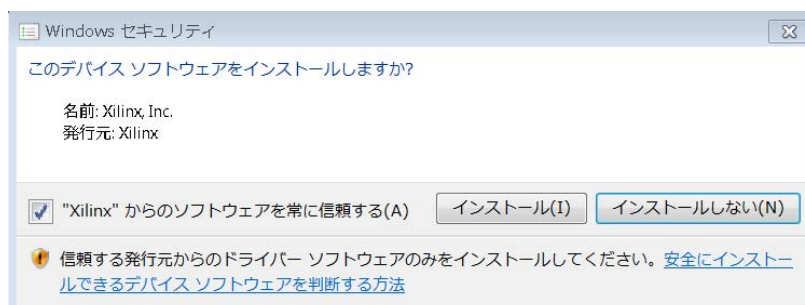 Windows セキュリティ
このデバイス ソフトウェアをインストールしますか?
名前: Xilinx, Inc.
発行元: Xilinx
"Xilinx" からのソフトウェアを常に信頼する(A)
インストール(I)
インストールしない(N)
信頼する発行元からのドライバー ソフトウェアのみをインストールしてください。安全にインストー
ルできるデバイス ソフトウェアを判断する方法